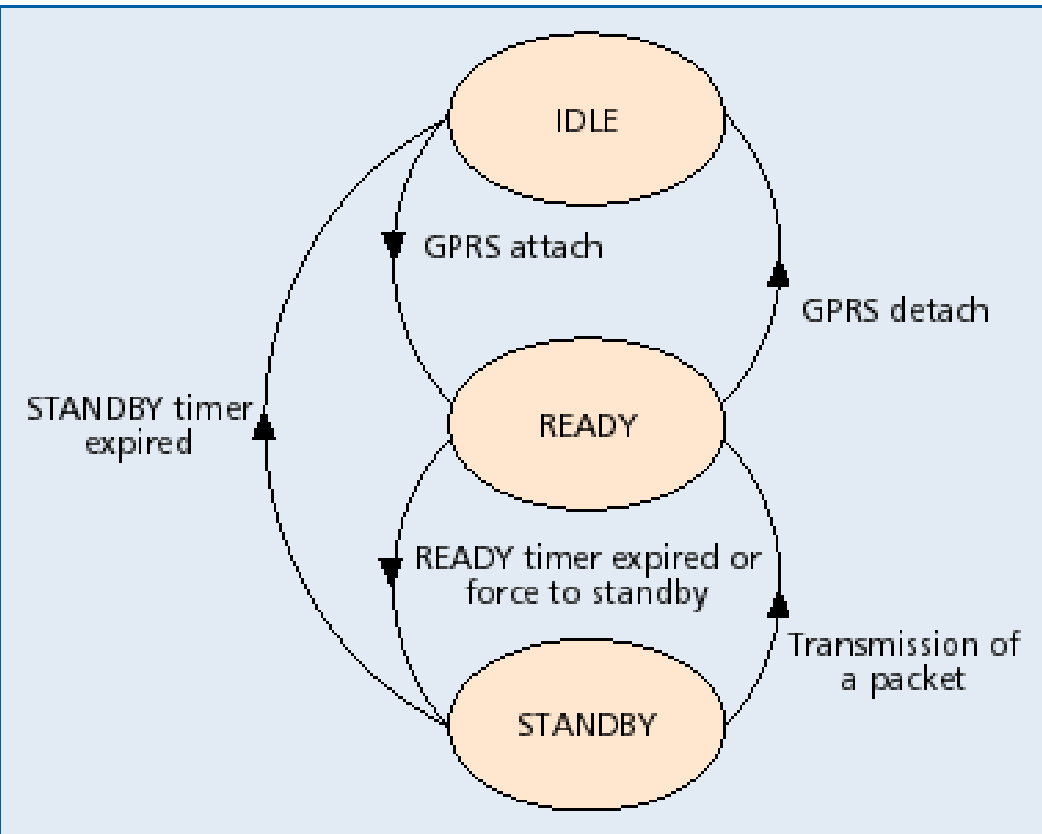 IDLE
GPRS attach
GPRS detach
STANDBY timer
expired
READY
READY timer expired or
force to standby
Transmission of
a packet
STANDBY